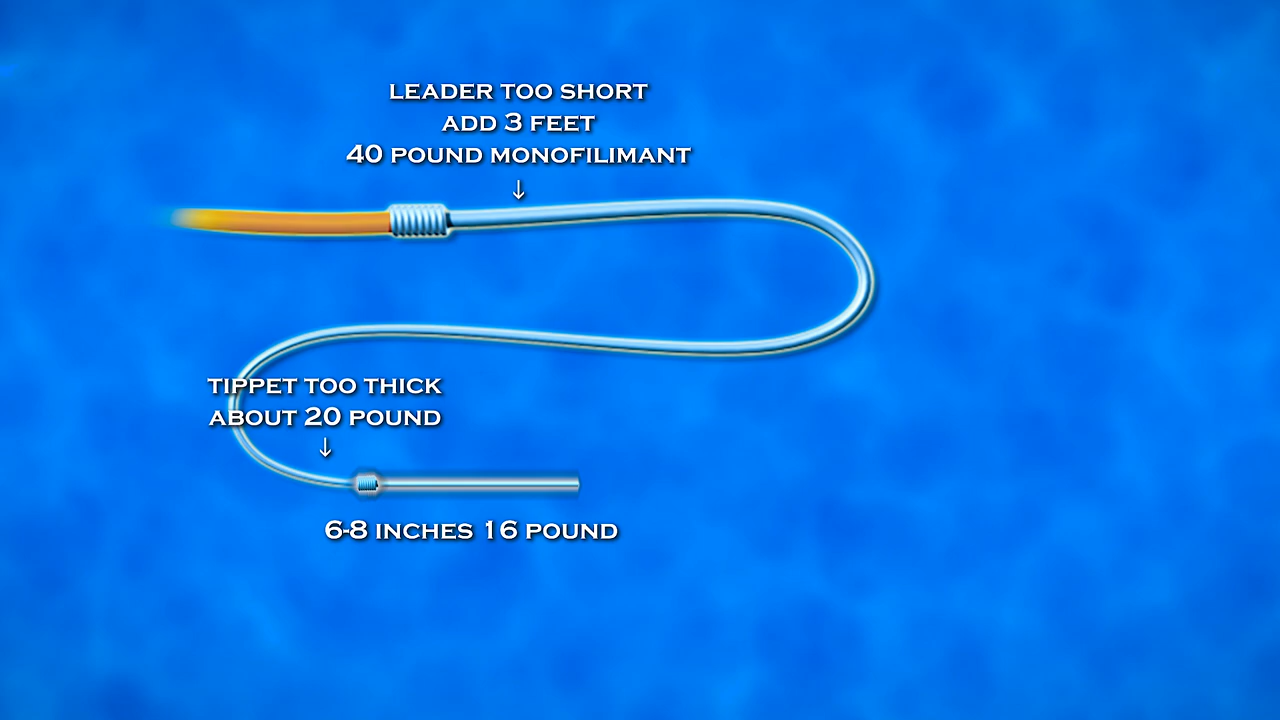 LEADER TOO SHORT
ADD 3 FEET
40 POUND MONOFILIMANT
↓
TIPPET TOO THICK
ABOUT 20 POUND
↓
6-8 INCHES 16 POUND